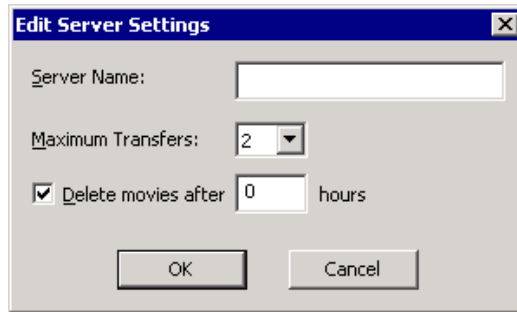 Edit Server Settings
Server Name:
Maximum Transfers: 2
Delete movies after 0 hours
OK Cancel